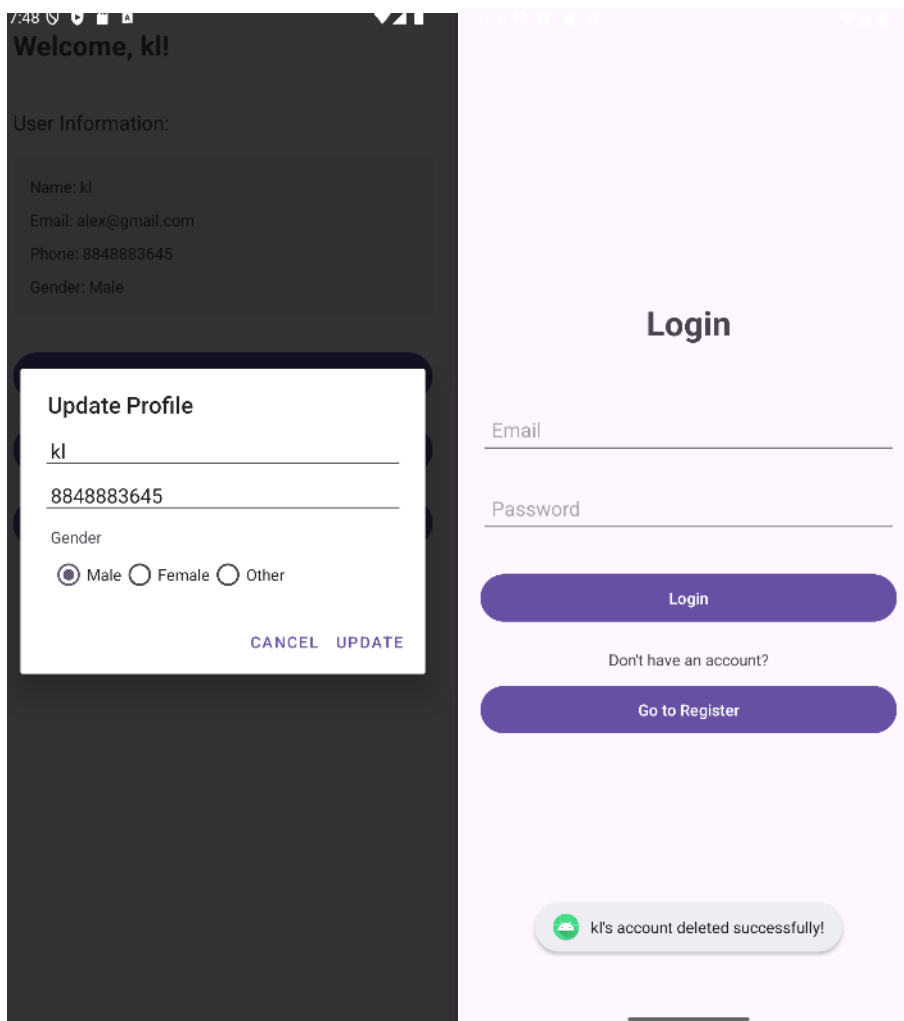 7:48
Welcome, kl!
User Information:
Name: kl
Email: alex@gmail.com
Phone: 8848883645
Gender: Male
Update Profile
kl
8848883645
Gender
Male Female Other
CANCEL UPDATE
Login
Email
Password
Login
Don't have an account?
Go to Register
kl's account deleted successfully!